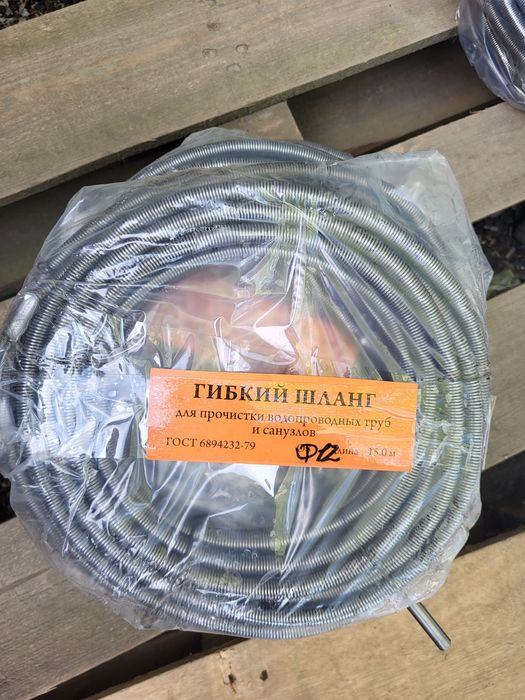 ГИБКИЙ ШЛАНГ
для прочистки водопроводных труб
и санузлов
ГОСТ 6894232-79 Ф12 длина 15.0 м